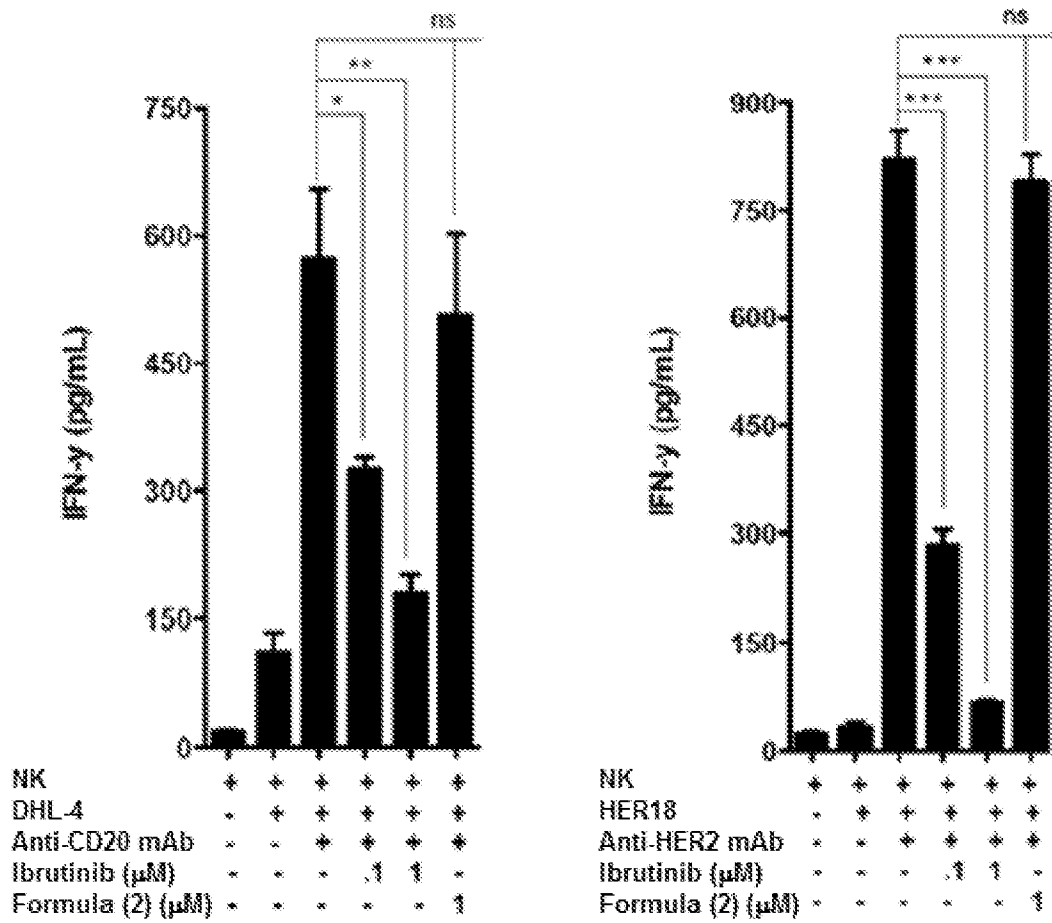 ns
**
*
750
600
450
300
150
0
IFN-y (pg/mL)
NK + + + + + +
DHL-4 - + + + + +
Anti-CD20 mAb - - + + + +
Ibrutinib (μM) - - - .1 1 -
Formula (2) (μM) - - - - - 1
ns
***
***
900
750
600
450
300
150
0
IFN-y (pg/mL)
NK + + + + + +
HER18 - + + + + +
Anti-HER2 mAb - - + + + +
Ibrutinib (μM) - - - .1 1 -
Formula (2) (μM) - - - - - 1